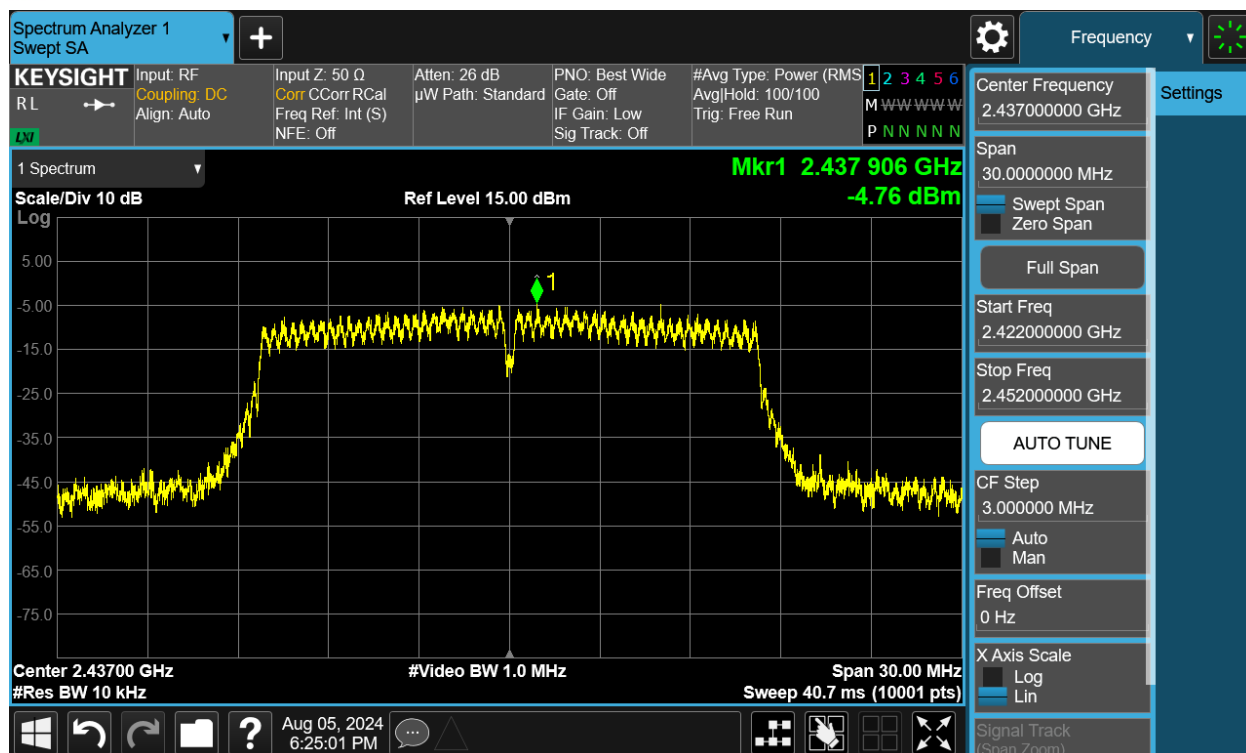 Spectrum Analyzer 1
Swept SA
Frequency
KEYSIGHT
R L
LXI
Input: RF
Coupling: DC
Align: Auto
Input Z: 50 Ω
Corr CCorr RCal
Freq Ref: Int (S)
NFE: Off
Atten: 26 dB
µW Path: Standard
PNO: Best Wide
Gate: Off
IF Gain: Low
Sig Track: Off
#Avg Type: Power (RMS
Avg|Hold: 100/100
Trig: Free Run
1 2 3 4 5 6
M W W W W W
P N N N N N
1 Spectrum
Mkr1 2.437 906 GHz
-4.76 dBm
Scale/Div 10 dB
Ref Level 15.00 dBm
Log
5.00
-5.00
-15.0
-25.0
-35.0
-45.0
-55.0
-65.0
-75.0
1
Center 2.43700 GHz
#Video BW 1.0 MHz
Span 30.00 MHz
#Res BW 10 kHz
Sweep 40.7 ms (10001 pts)
Aug 05, 2024
6:25:01 PM
Center Frequency
2.437000000 GHz
Span
30.0000000 MHz
Swept Span
Zero Span
Full Span
Start Freq
2.422000000 GHz
Stop Freq
2.452000000 GHz
AUTO TUNE
CF Step
3.000000 MHz
Auto
Man
Freq Offset
0 Hz
X Axis Scale
Log
Lin
Signal Track
(Span Zoom)
Settings